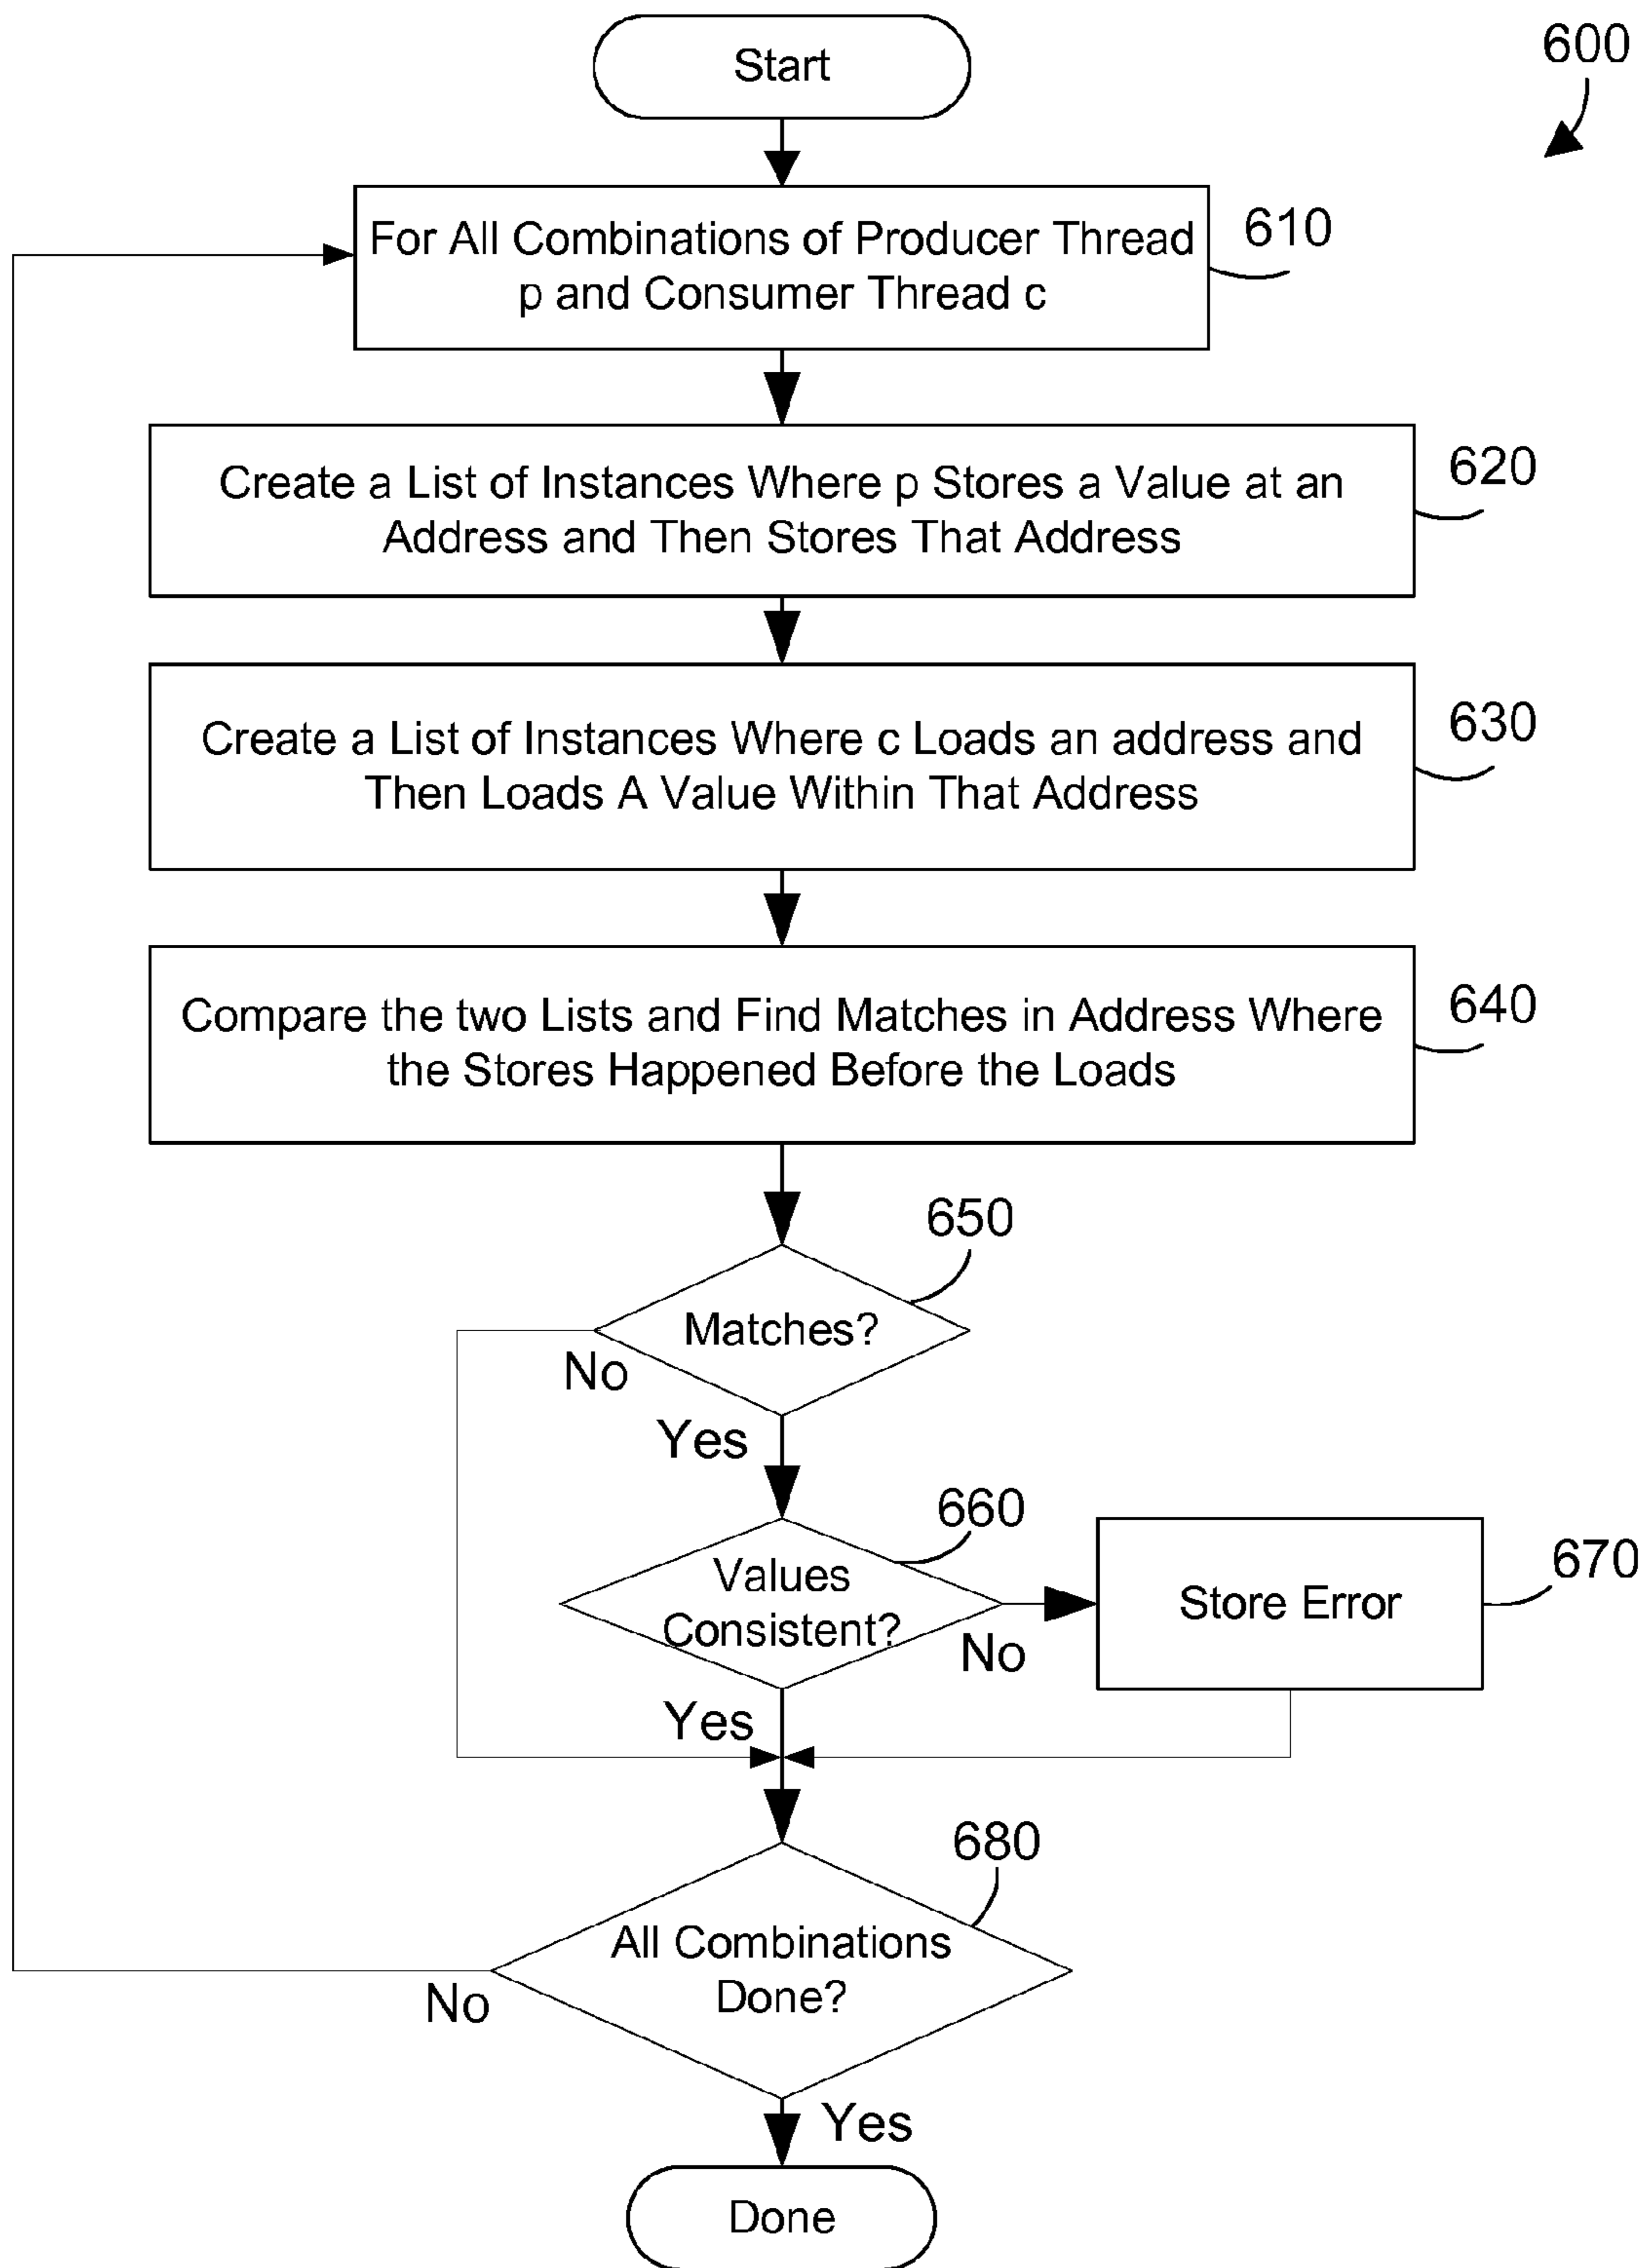 Start
600
For All Combinations of Producer Thread
p and Consumer Thread c
610
Create a List of Instances Where p Stores a Value at an
Address and Then Stores That Address
620
Create a List of Instances Where c Loads an address and
Then Loads A Value Within That Address
630
Compare the two Lists and Find Matches in Address Where
the Stores Happened Before the Loads
640
650
Matches?
No
Yes
660
Values
Consistent?
No
Store Error
670
Yes
680
All Combinations
Done?
No
Yes
Done